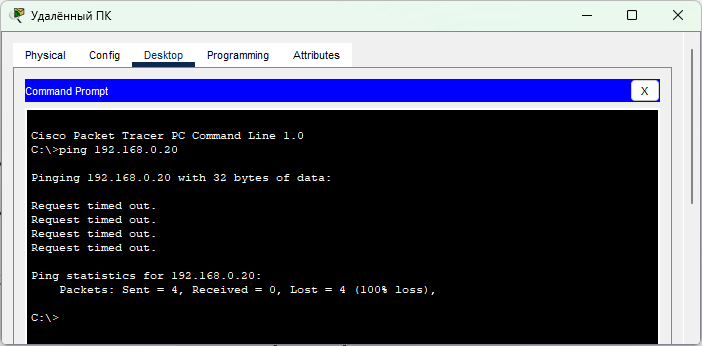 Удалённый ПК
Physical Config Desktop Programming Attributes
Command Prompt X
Cisco Packet Tracer PC Command Line 1.0
C:\>ping 192.168.0.20
Pinging 192.168.0.20 with 32 bytes of data:
Request timed out.
Request timed out.
Request timed out.
Request timed out.
Ping statistics for 192.168.0.20:
    Packets: Sent = 4, Received = 0, Lost = 4 (100% loss),
C:\>